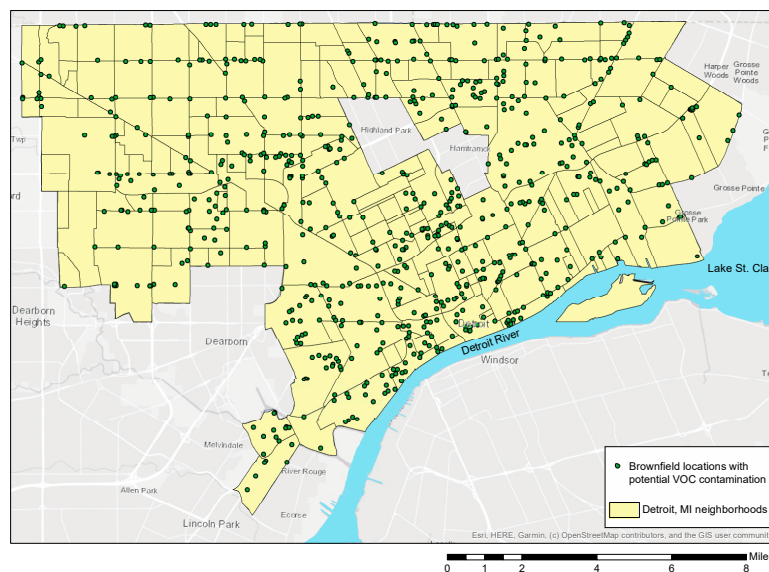 Harper
Woods
Grosse
Pointe
Woods
Highland Park
Hamtramck
Twp
rd
G
P
F
Grosse Pointe
Grosse
Pointe Park
Lake St. Cla
Dearborn
Heights
Dearborn
Detroit
Detroit River
Windsor
Te
Melvindale
River Rouge
Allen Park
Ecorse
Lincoln Park
Brownfield locations with
potential VOC contamination
Detroit, MI neighborhoods
Esri, HERE, Garmin, (c) OpenStreetMap contributors, and the GIS user communit
Mile
0 1 2 4 6 8